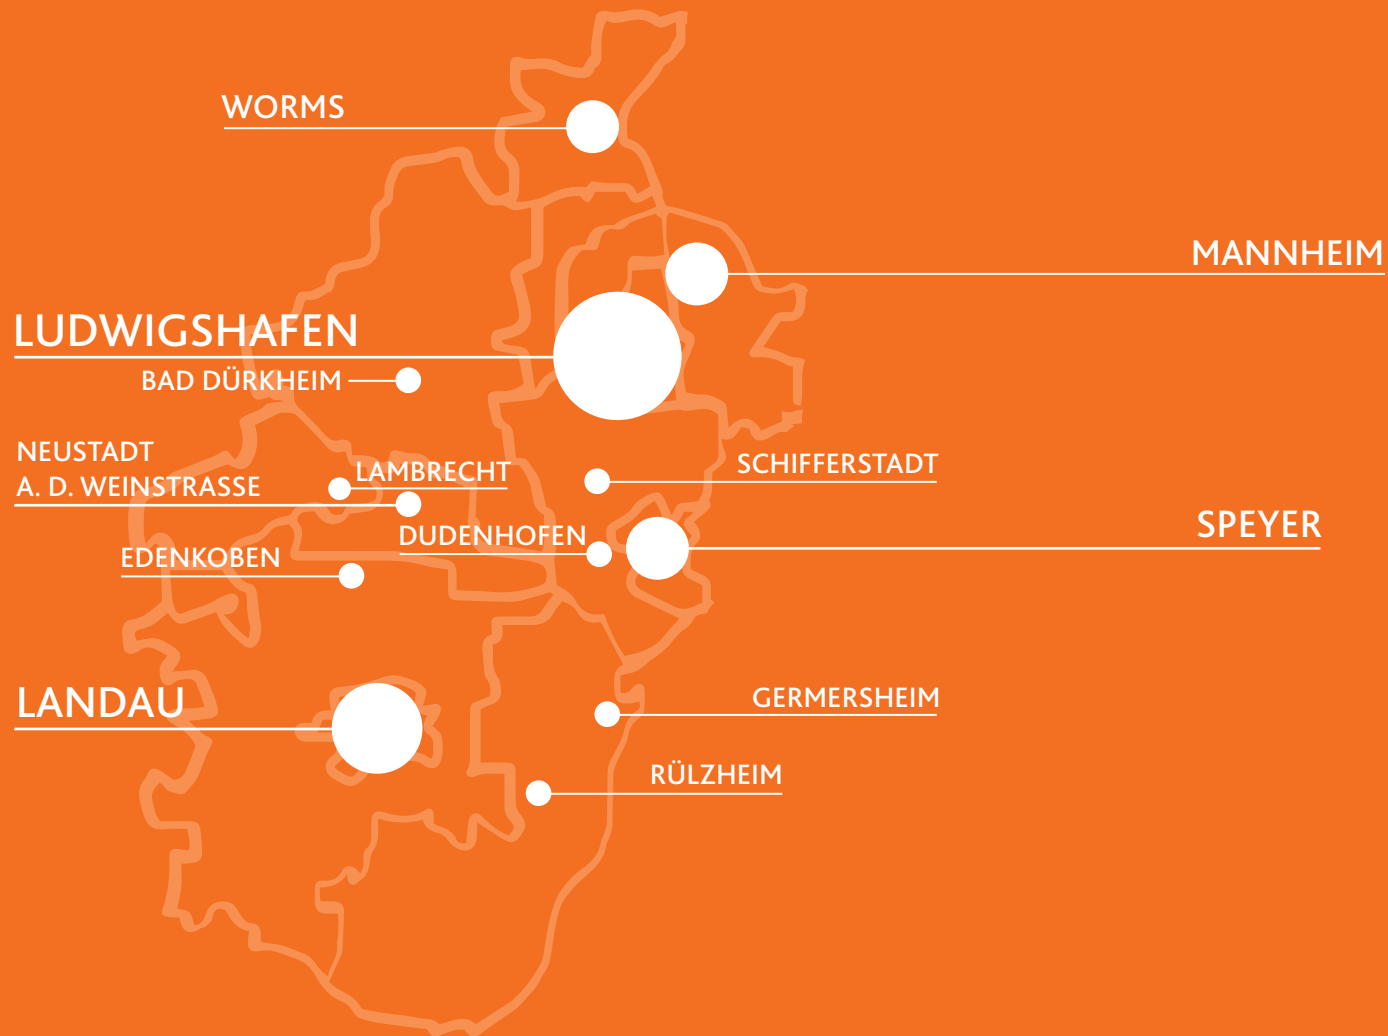 WORMS
MANNHEIM
LUDWIGSHAFEN
BAD DÜRKHEIM
NEUSTADT
A. D. WEINSTRASSE
LAMBRECHT
SCHIFFERSTADT
DUDENHOFEN
SPEYER
EDENKOBEN
LANDAU
GERMERSHEIM
RÜLZHEIM